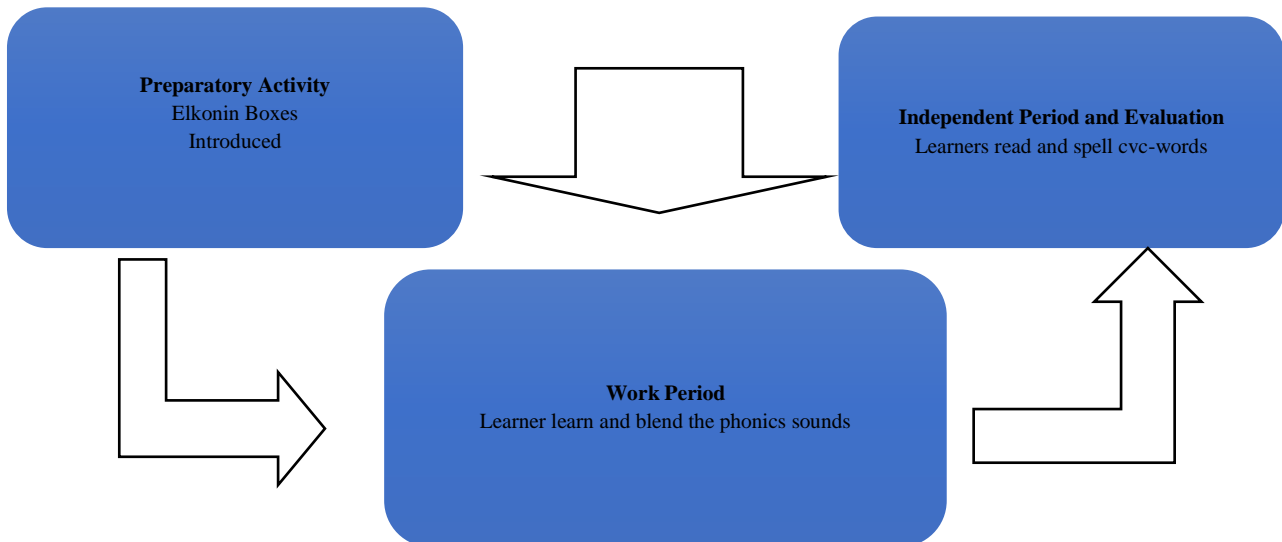 Preparatory Activity
Elkonin Boxes
Introduced
Independent Period and Evaluation
Learners read and spell cvc-words
Work Period
Learner learn and blend the phonics sounds